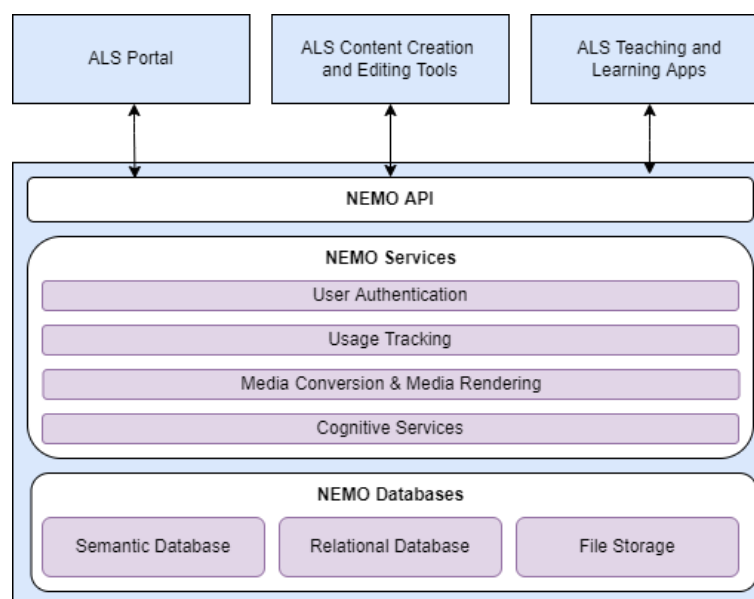 ALS Portal
ALS Content Creation
and Editing Tools
ALS Teaching and
Learning Apps
NEMO API
NEMO Services
User Authentication
Usage Tracking
Media Conversion & Media Rendering
Cognitive Services
NEMO Databases
Semantic Database
Relational Database
File Storage